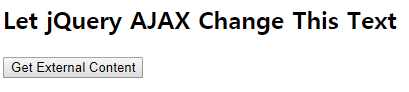 Let jQuery AJAX Change This Text
Get External Content